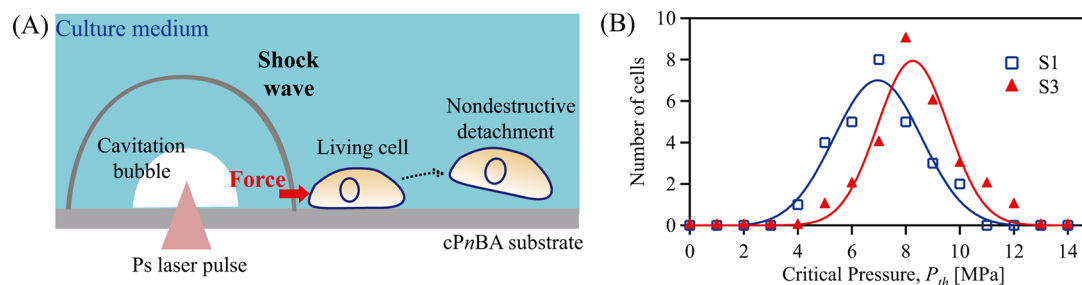 (A)
Culture medium
Shock
wave
Cavitation
bubble
Force
Living cell
Nondestructive
detachment
cPnBA substrate
Ps laser pulse
(B)
Number of cells
10
8
6
4
2
0
0 2 4 6 8 10 12 14
Critical Pressure, P_th [MPa]
S1
S3